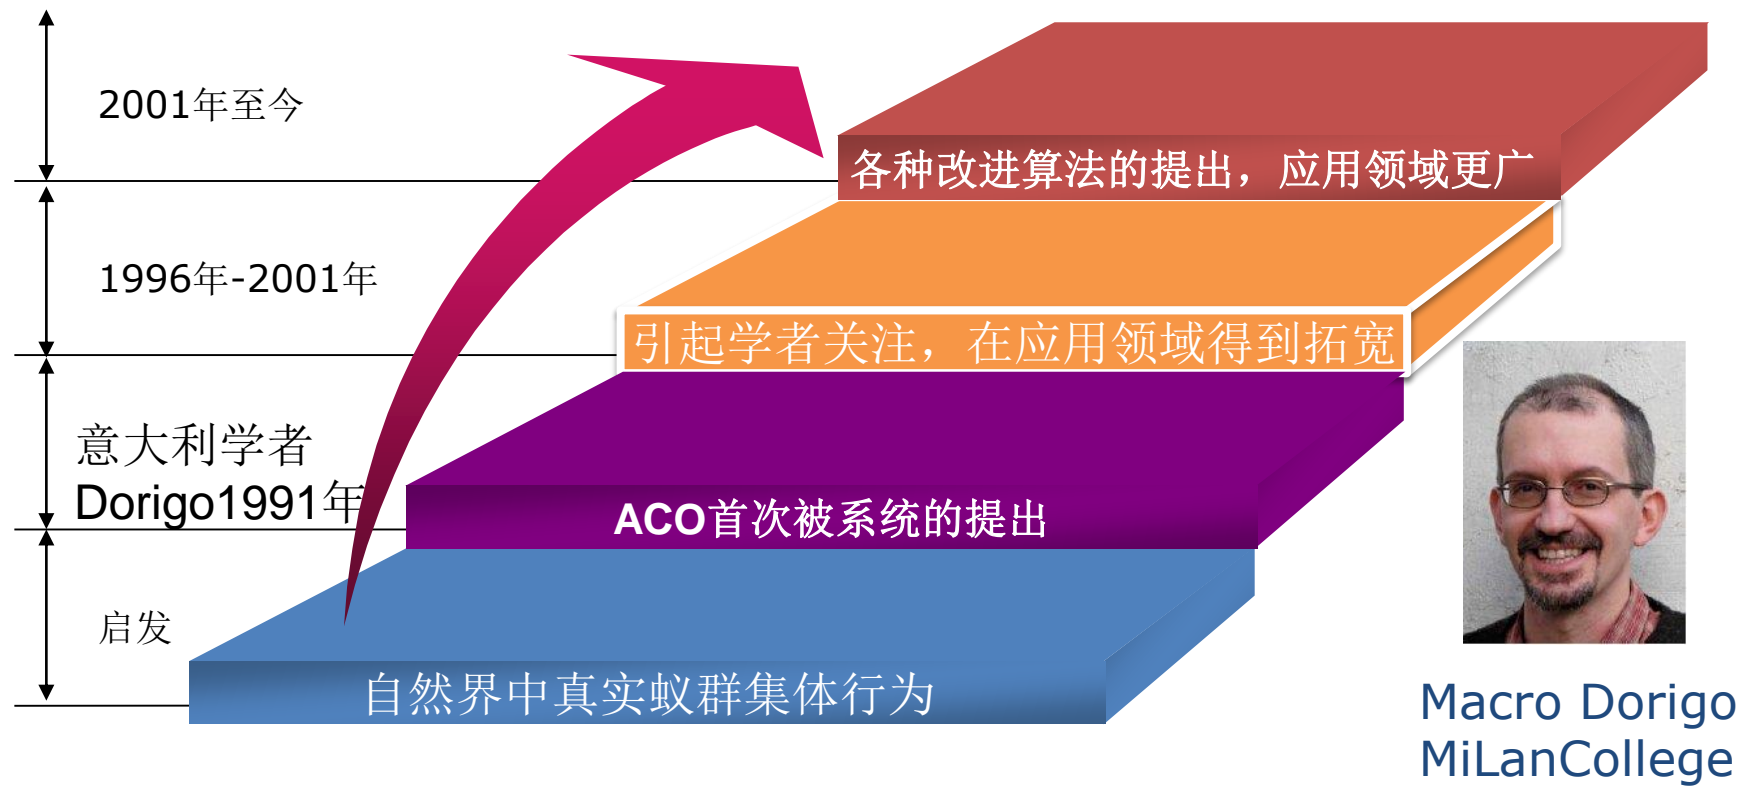 2001年至今
各种改进算法的提出，应用领域更广
1996年-2001年
引起学者关注，在应用领域得到拓宽
意大利学者
Dorigo1991年
ACO首次被系统的提出
启发
自然界中真实蚁群集体行为
Macro Dorigo
MiLanCollege